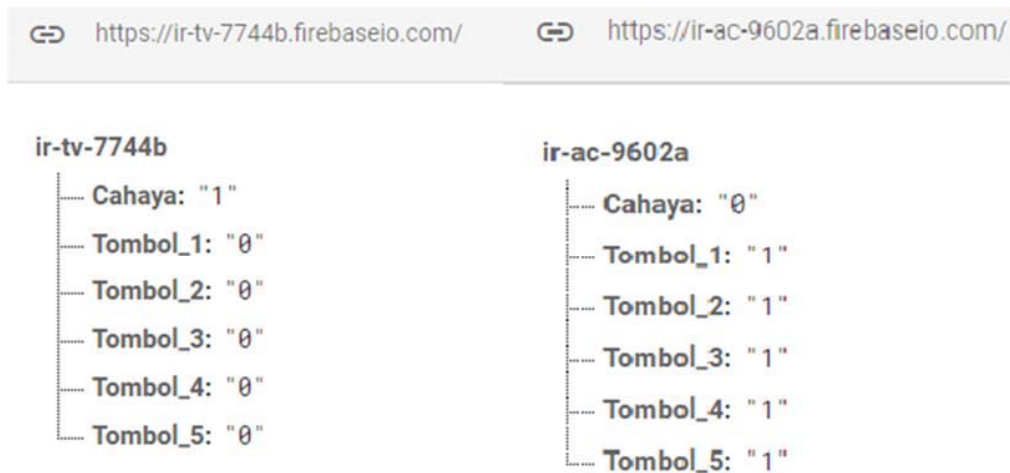 https://ir-tv-7744b.firebaseio.com/
ir-tv-7744b
Cahaya: "1"
Tombol_1: "0"
Tombol_2: "0"
Tombol_3: "0"
Tombol_4: "0"
Tombol_5: "0"
https://ir-ac-9602a.firebaseio.com/
ir-ac-9602a
Cahaya: "0"
Tombol_1: "1"
Tombol_2: "1"
Tombol_3: "1"
Tombol_4: "1"
Tombol_5: "1"